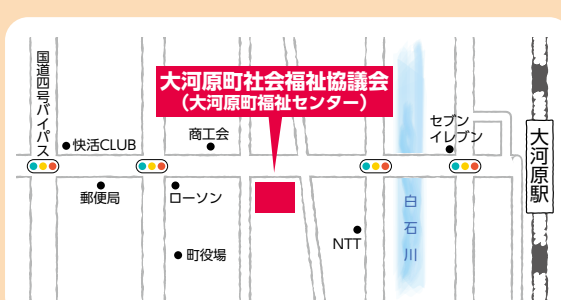 国道四号バイパス
大河原町社会福祉協議会
(大河原町福祉センター)
快活CLUB
商工会
セブン
イレブン
大河原駅
郵便局
ローソン
白石川
町役場
NTT